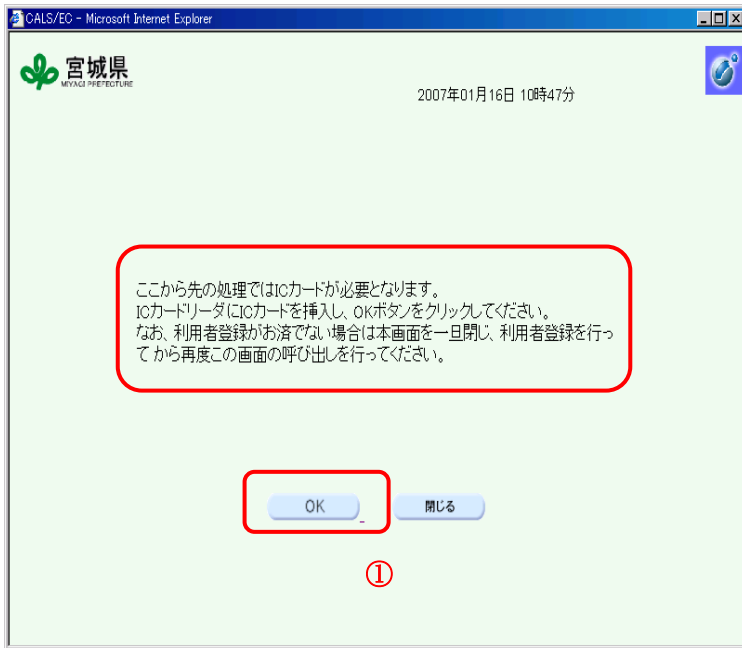 CALS/EC - Microsoft Internet Explorer
宮城県
MIYAGI PREFECTURE
2007年01月16日 10時47分
ここから先の処理ではICカードが必要となります。
ICカードリーダにICカードを挿入し、OKボタンをクリックしてください。
なお、利用者登録がお済でない場合は本画面を一旦閉じ、利用者登録を行っ
て から再度この画面の呼び出しを行ってください。
OK
閉じる
①